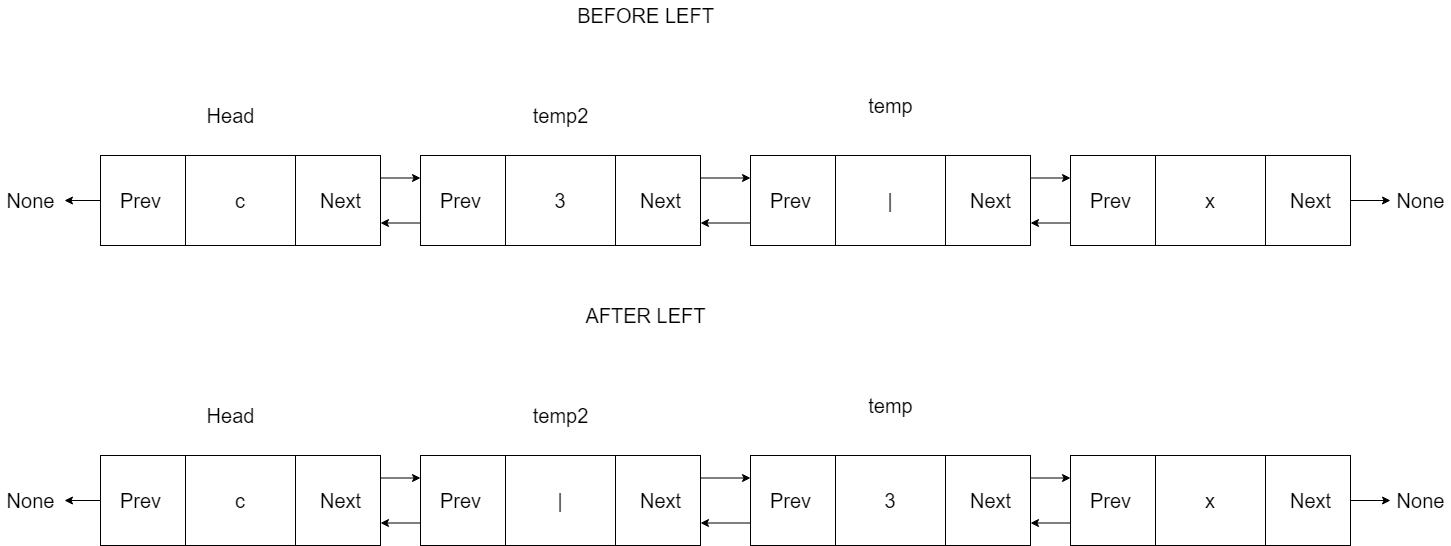 BEFORE LEFT
Head temp2 temp
None Prev c Next Prev 3 Next Prev | Next Prev x Next None
AFTER LEFT
Head temp2 temp
None Prev c Next Prev | Next Prev 3 Next Prev x Next None